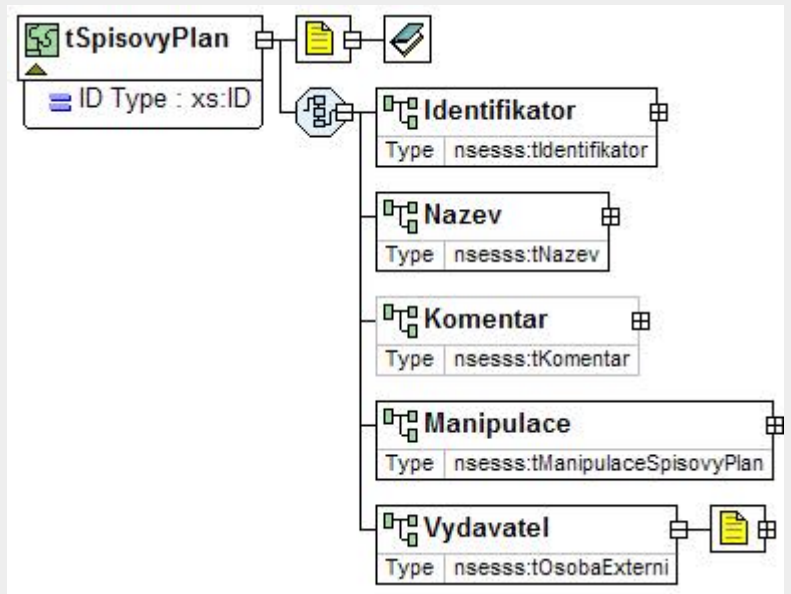 tSpisovyPlan
ID Type : xs:ID
Identifikator
Type nsesss:tIdentifikator
Nazev
Type nsesss:tNazev
Komentar
Type nsesss:tKomentar
Manipulace
Type nsesss:tManipulaceSpisovyPlan
Vydavatel
Type nsesss:tOsobaExterni